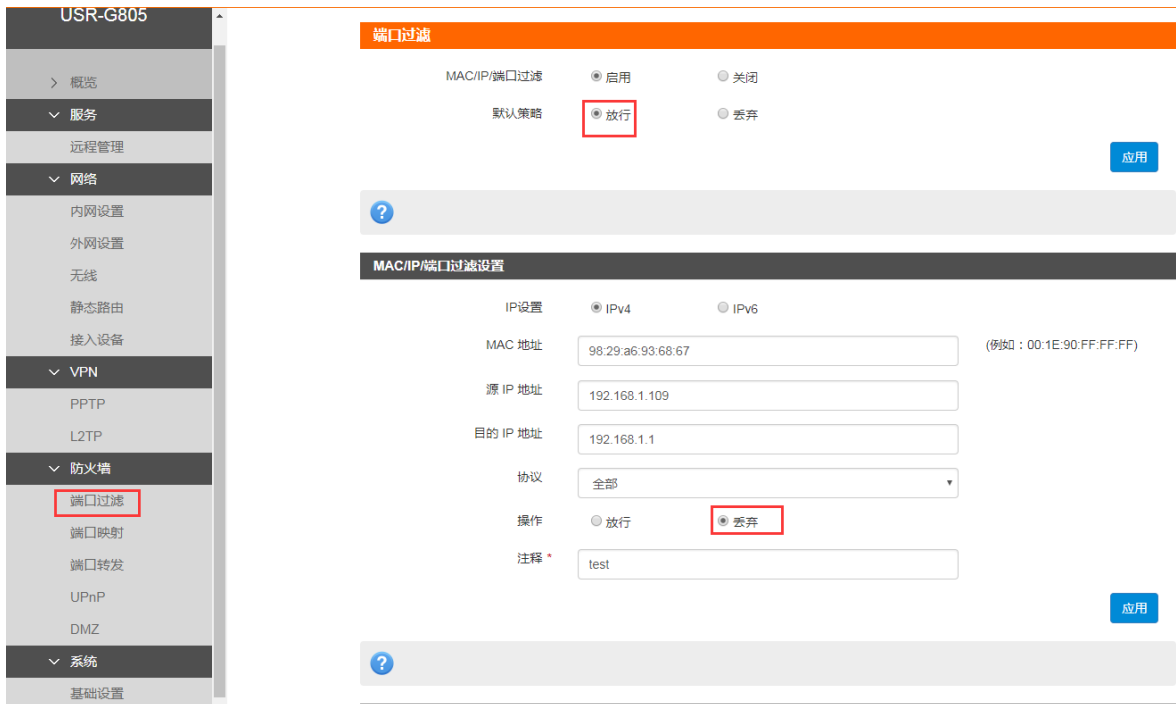 USR-G805
概览
服务
远程管理
网络
内网设置
外网设置
无线
静态路由
接入设备
VPN
PPTP
L2TP
防火墙
端口过滤
端口映射
端口转发
UPnP
DMZ
系统
基础设置
端口过滤
MAC/IP/端口过滤 启用 关闭
默认策略 放行 丢弃
应用
?
MAC/IP/端口过滤设置
IP设置 IPv4 IPv6
MAC 地址 98:29:a6:93:68:67 (例如：00:1E:90:FF:FF:FF)
源 IP 地址 192.168.1.109
目的 IP 地址 192.168.1.1
协议 全部
操作 放行 丢弃
注释 * test
应用
?